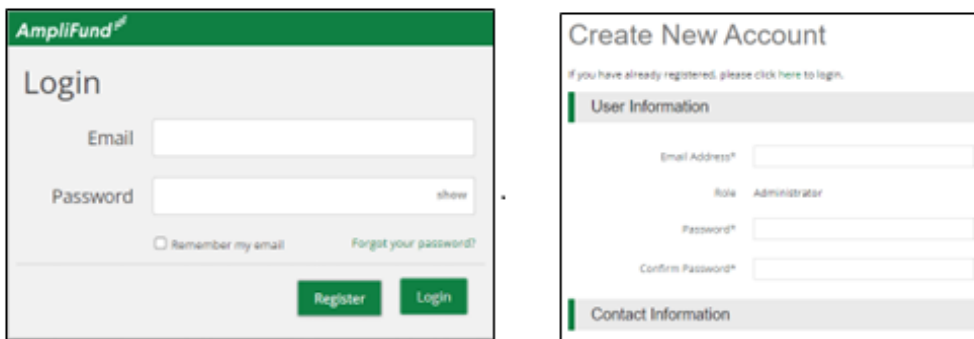 AmpliFund
Login
Email
Password
show
Remember my email
Forgot your password?
Register
Login
.
Create New Account
If you have already registered, please click here to login.
User Information
Email Address*
Role Administrator
Password*
Confirm Password*
Contact Information